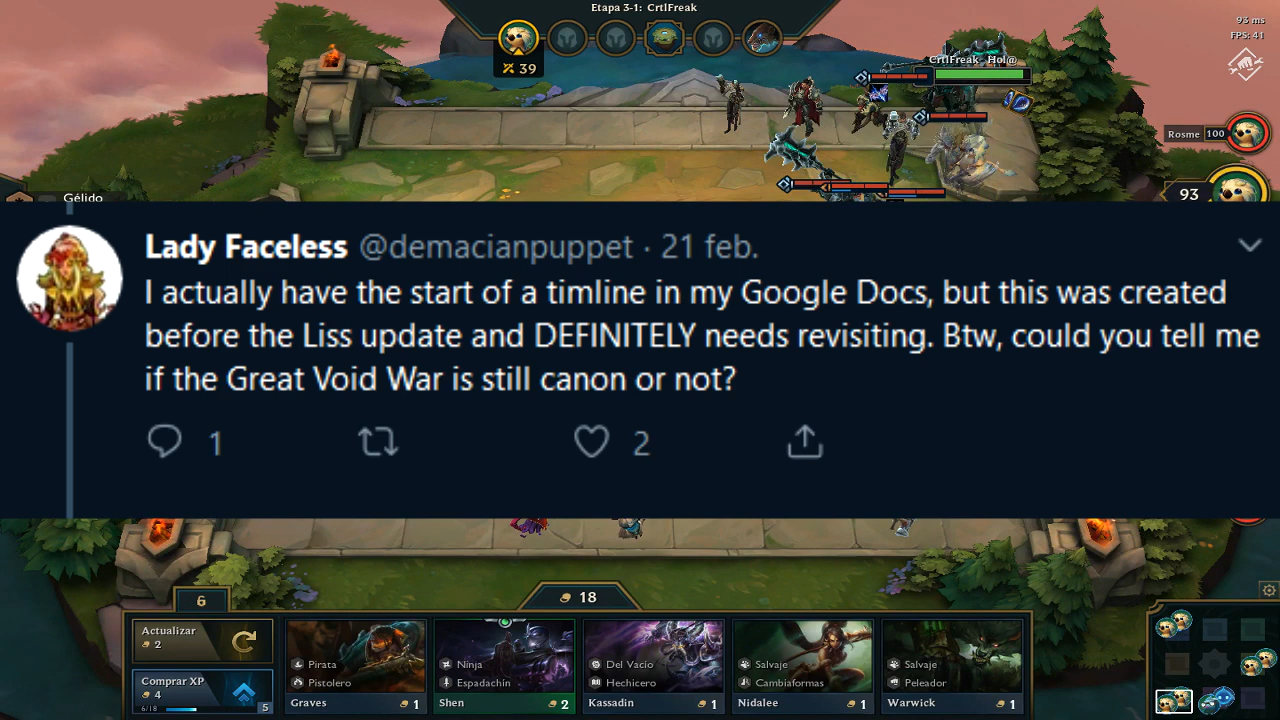 Etapa 3-1: CrtlFreak
93 ms
FPS: 41
39
CrtlFreak Hol@
Rosme 100
93
Gélido
Lady Faceless @demacianpuppet · 21 feb.
I actually have the start of a timline in my Google Docs, but this was created
before the Liss update and DEFINITELY needs revisiting. Btw, could you tell me
if the Great Void War is still canon or not?
1 2
6
18
Actualizar
2
Comprar XP
4
6/18 5
Pirata
Pistolero
Graves 1
Ninja
Espadachín
Shen 2
Del Vacío
Hechicero
Kassadin 1
Salvaje
Cambiaformas
Nidalee 1
Salvaje
Peleador
Warwick 1